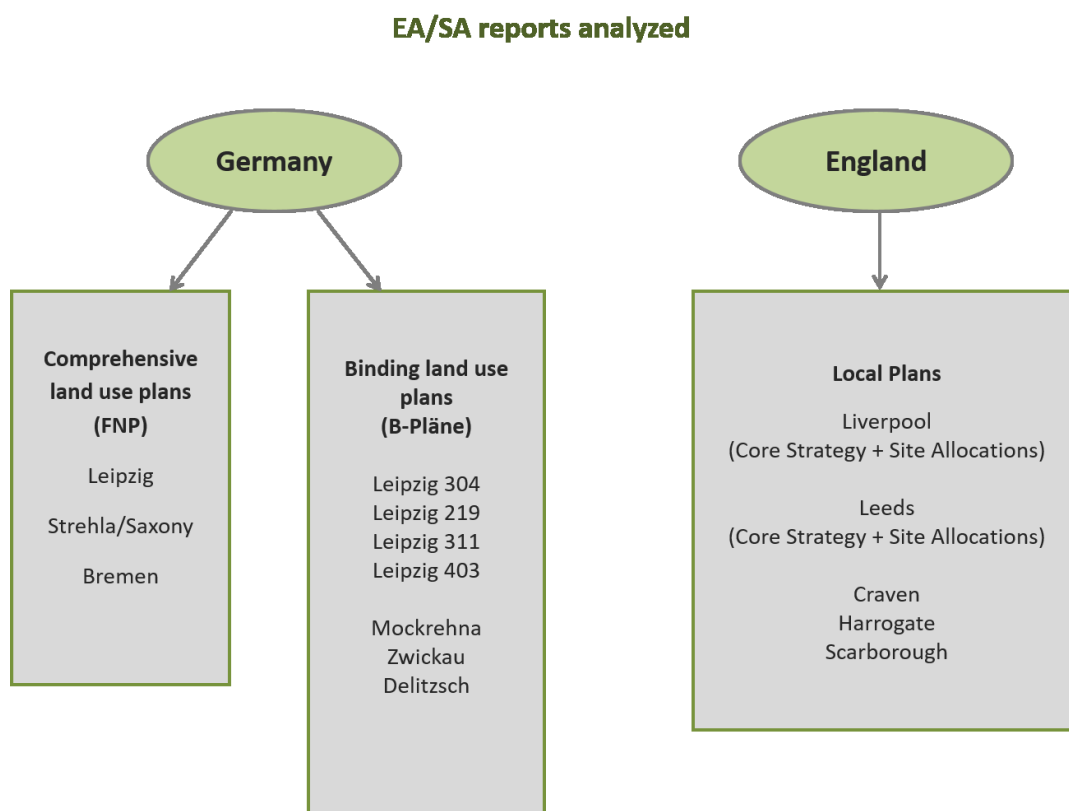 EA/SA reports analyzed
Germany
England
Comprehensive
land use plans
(FNP)
Leipzig
Strehla/Saxony
Bremen
Binding land use
plans
(B-Pläne)
Leipzig 304
Leipzig 219
Leipzig 311
Leipzig 403
Mockrehna
Zwickau
Delitzsch
Local Plans
Liverpool
(Core Strategy + Site Allocations)
Leeds
(Core Strategy + Site Allocations)
Craven
Harrogate
Scarborough